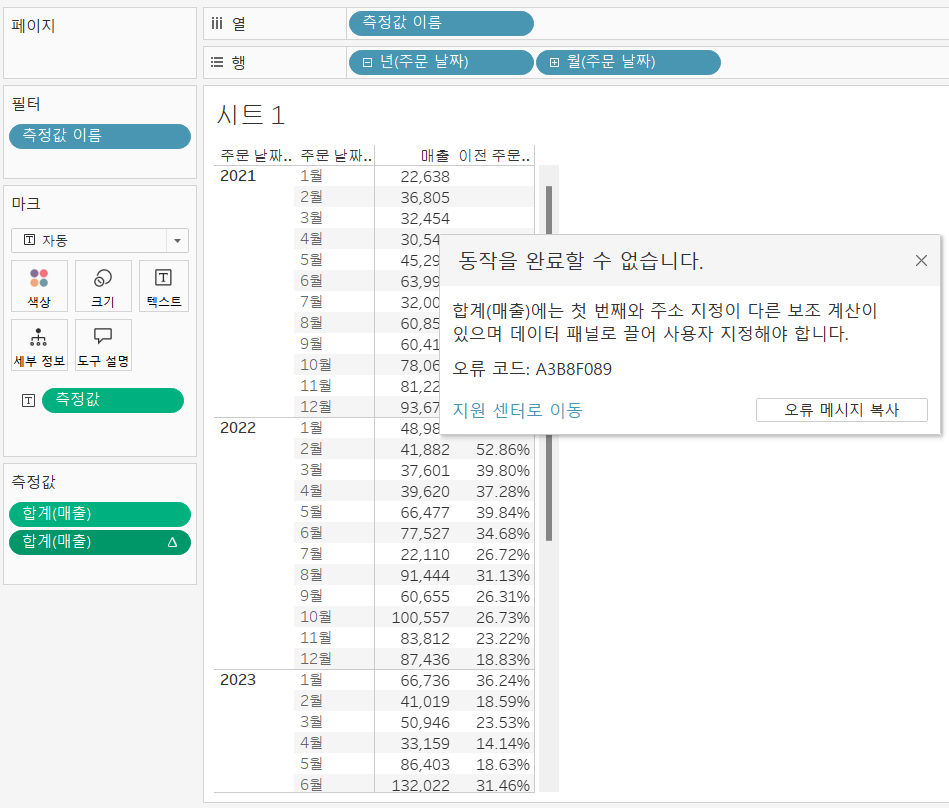 페이지
필터
측정값 이름
마크
자동
색상
크기
텍스트
세부 정보
도구 설명
측정값
측정값
합계(매출)
합계(매출) Δ
열
측정값 이름
행
년(주문 날짜)
월(주문 날짜)
시트 1
주문 날짜.. 주문 날짜.. 매출 이전 주문..
2021 1월 22,638
2월 36,805
3월 32,454
4월 30,54
5월 45,29
6월 63,99
7월 32,00
8월 60,85
9월 60,41
10월 78,06
11월 81,22
12월 93,67
2022 1월 48,98
2월 41,882 52.86%
3월 37,601 39.80%
4월 39,620 37.28%
5월 66,477 39.84%
6월 77,527 34.68%
7월 22,110 26.72%
8월 91,444 31.13%
9월 60,655 26.31%
10월 100,557 26.73%
11월 83,812 23.22%
12월 87,436 18.83%
2023 1월 66,736 36.24%
2월 41,019 18.59%
3월 50,946 23.53%
4월 33,159 14.14%
5월 86,403 18.63%
6월 132,022 31.46%
동작을 완료할 수 없습니다.
합계(매출)에는 첫 번째와 주소 지정이 다른 보조 계산이
있으며 데이터 패널로 끌어 사용자 지정해야 합니다.
오류 코드: A3B8F089
지원 센터로 이동
오류 메시지 복사